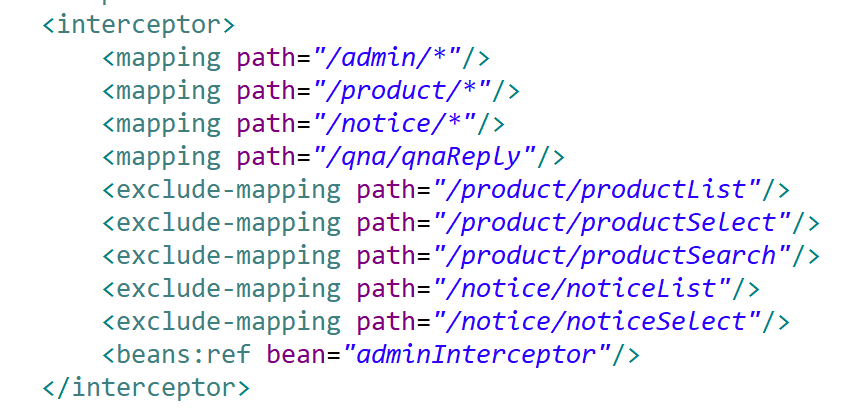 <interceptor>
<mapping path="/admin/*"/>
<mapping path="/product/*"/>
<mapping path="/notice/*"/>
<mapping path="/qna/qnaReply"/>
<exclude-mapping path="/product/productList"/>
<exclude-mapping path="/product/productSelect"/>
<exclude-mapping path="/product/productSearch"/>
<exclude-mapping path="/notice/noticeList"/>
<exclude-mapping path="/notice/noticeSelect"/>
<beans:ref bean="adminInterceptor"/>
</interceptor>